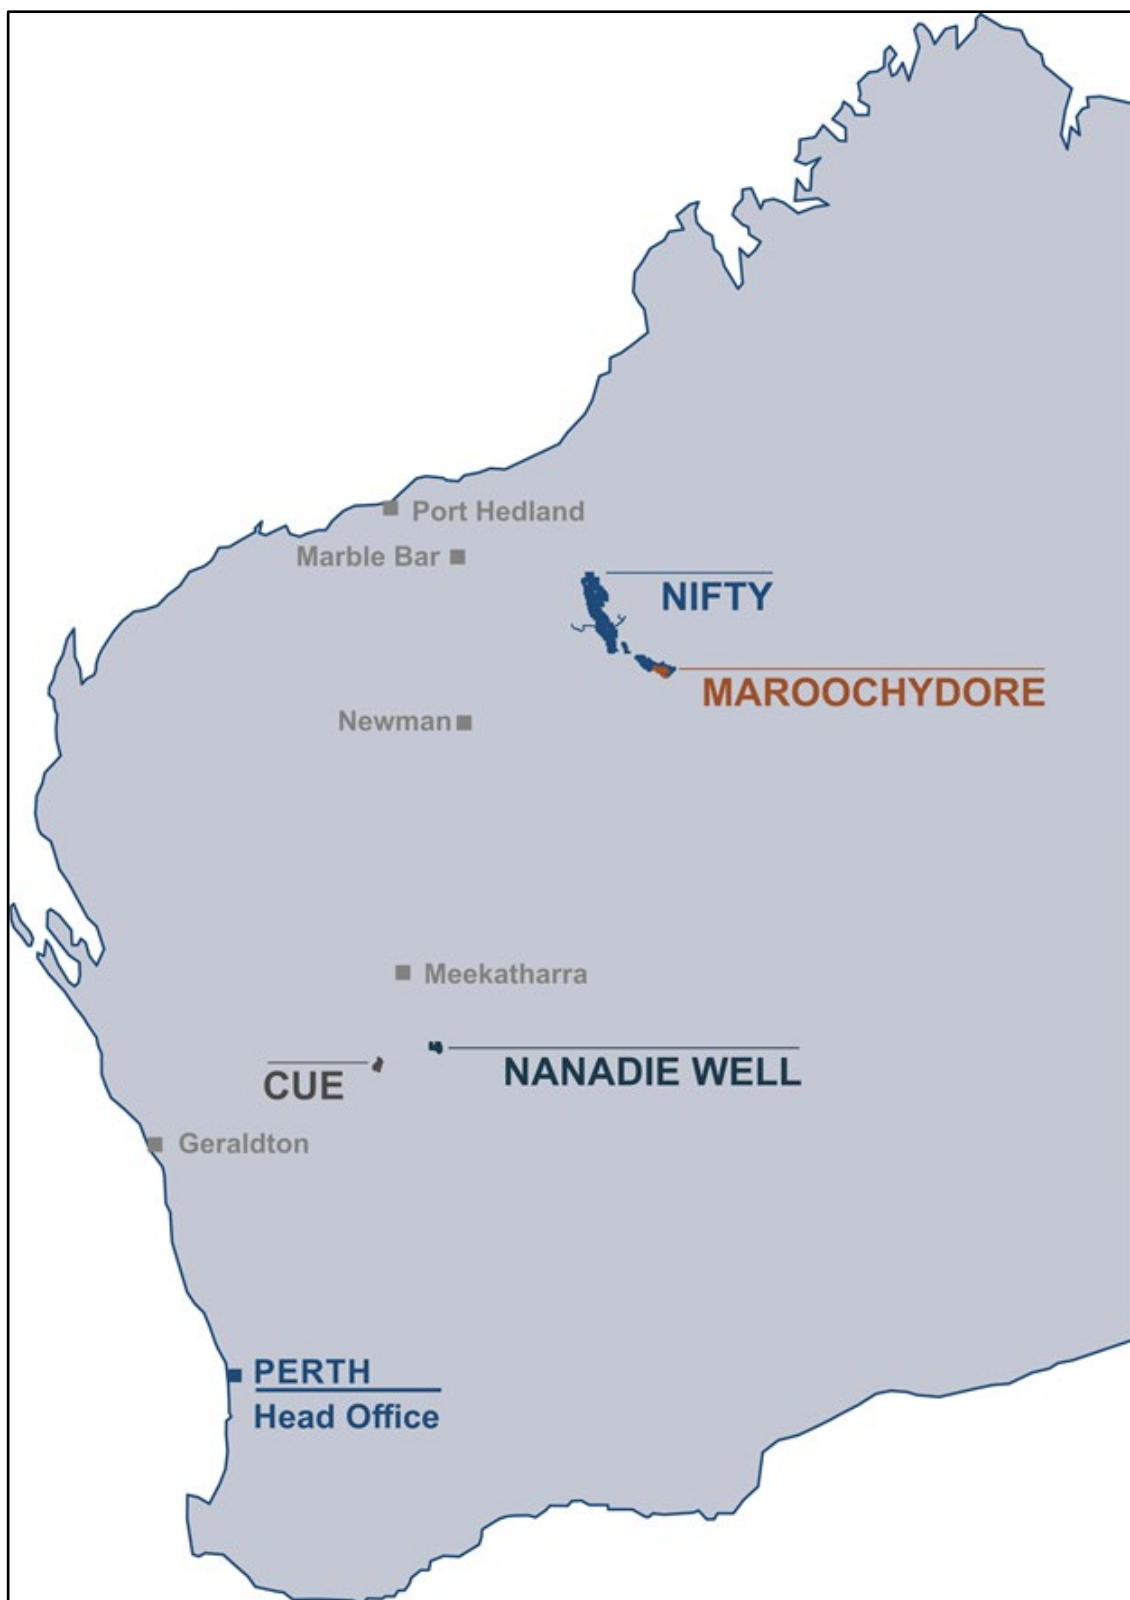 Port Hedland
Marble Bar
NIFTY
MAROOCHYDORE
Newman
Meekatharra
CUE
NANADIE WELL
Geraldton
PERTH
Head Office